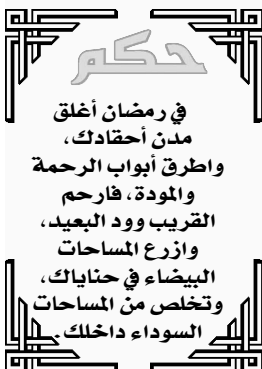 حكم
في رمضان أغلق
مدن أحقادك،
واطرق أبواب الرحمة
والمودة، فارحم
القريب وود البعيد،
وازرع المساحات
البيضاء في حناياك،
وتخلص من المساحات
السوداء داخلك.